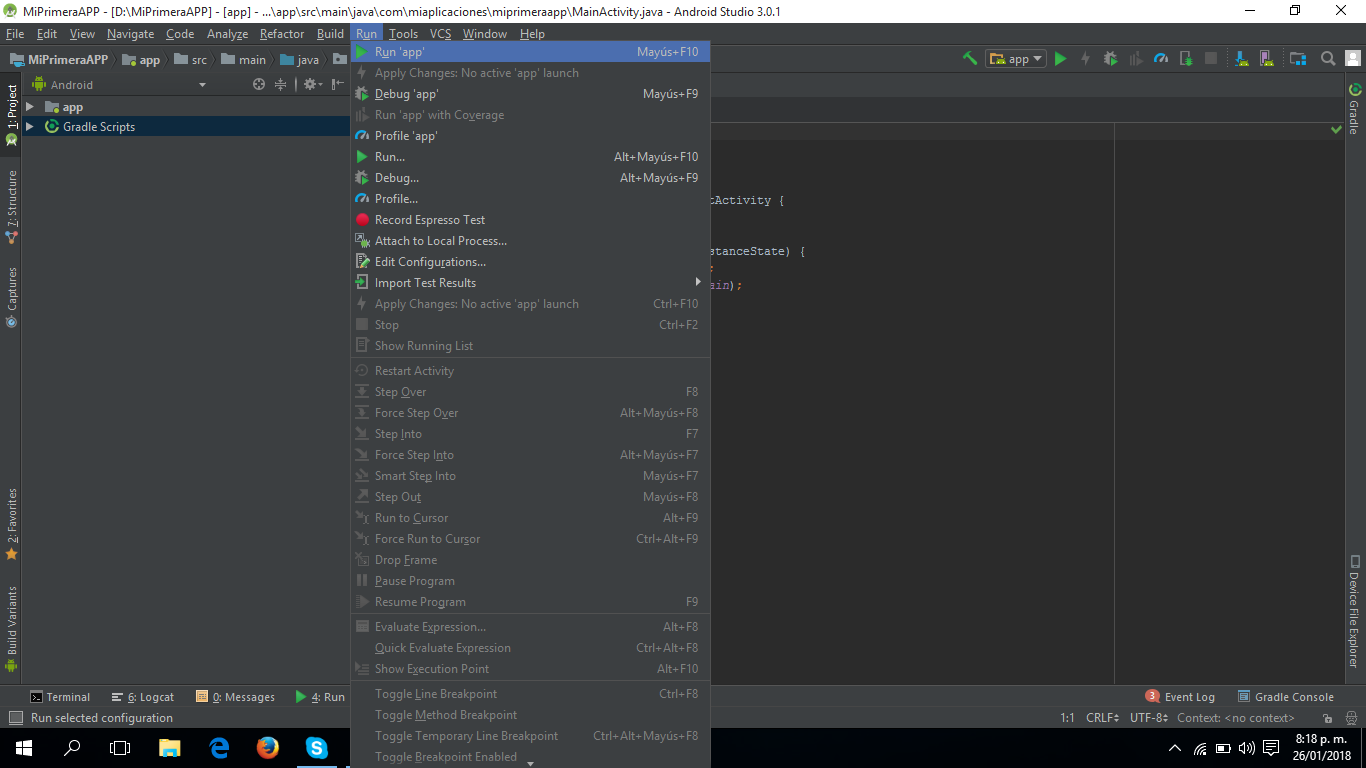 MiPrimeraAPP - [D:\MiPrimeraAPP] - [app] - ...\app\src\main\java\com\miaplicaciones\miprimeraapp\MainActivity.java - Android Studio 3.0.1
File Edit View Navigate Code Analyze Refactor Build Run Tools VCS Window Help
MiPrimeraAPP app src main java
app
Android
app
Gradle Scripts
1: Project
7: Structure
Captures
2: Favorites
Build Variants
Run 'app' Mayús+F10
Apply Changes: No active 'app' launch
Debug 'app' Mayús+F9
Run 'app' with Coverage
Profile 'app'
Run... Alt+Mayús+F10
Debug... Alt+Mayús+F9
Profile...
Record Espresso Test
Attach to Local Process...
Edit Configurations...
Import Test Results
Apply Changes: No active 'app' launch Ctrl+F10
Stop Ctrl+F2
Show Running List
Restart Activity
Step Over F8
Force Step Over Alt+Mayús+F8
Step Into F7
Force Step Into Alt+Mayús+F7
Smart Step Into Mayús+F7
Step Out Mayús+F8
Run to Cursor Alt+F9
Force Run to Cursor Ctrl+Alt+F9
Drop Frame
Pause Program
Resume Program F9
Evaluate Expression... Alt+F8
Quick Evaluate Expression Ctrl+Alt+F8
Show Execution Point Alt+F10
Toggle Line Breakpoint Ctrl+F8
Toggle Method Breakpoint
Toggle Temporary Line Breakpoint Ctrl+Alt+Mayús+F8
Toggle Breakpoint Enabled
tActivity {
stanceState) {
;
ain);
Gradle
Device File Explorer
Terminal 6: Logcat 0: Messages 4: Run
3 Event Log Gradle Console
Run selected configuration
1:1 CRLF UTF-8 Context: <no context>
8:18 p. m.
26/01/2018